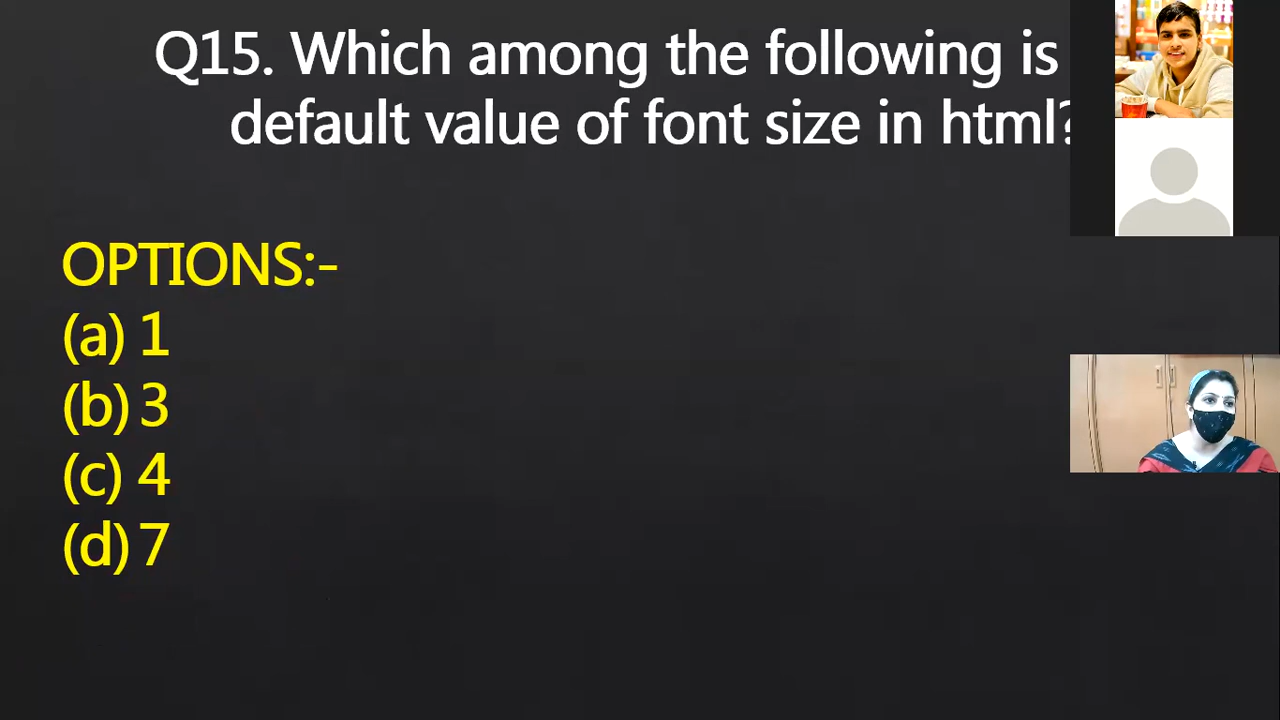 Q15. Which among the following is
default value of font size in html?
OPTIONS:-
(a) 1
(b) 3
(c) 4
(d) 7